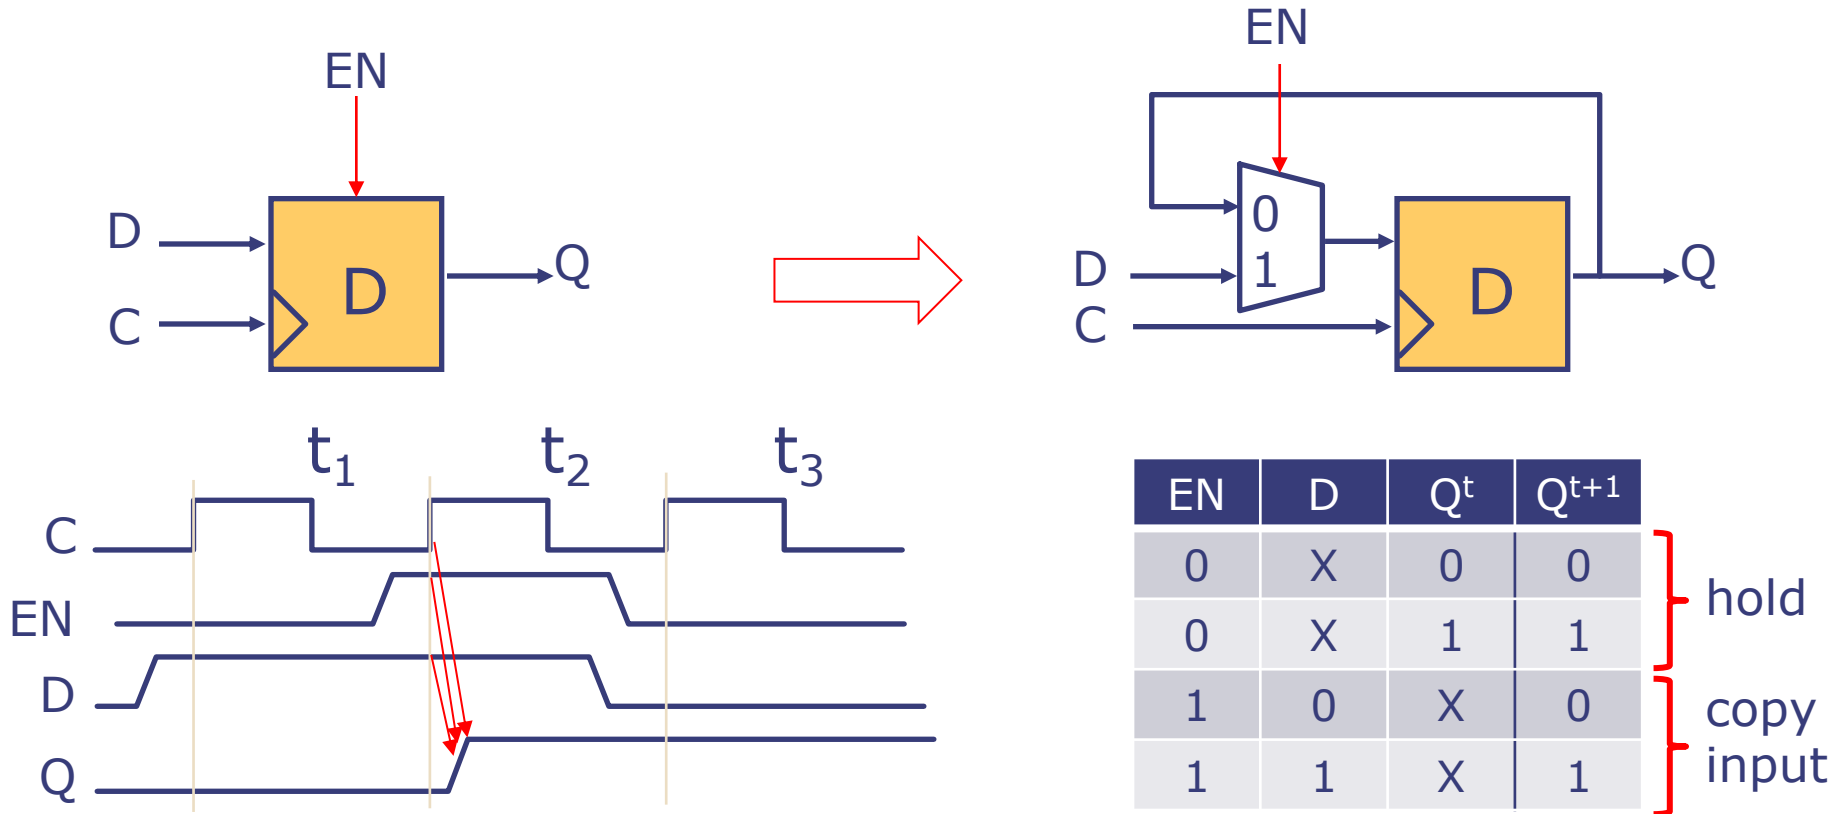 EN
D
C
D
Q
EN
0
1
D
C
D
Q
t1 t2 t3
C
EN
D
Q
EN D Qt Qt+1
0 X 0 0
0 X 1 1
hold
1 0 X 0
1 1 X 1
copy
input